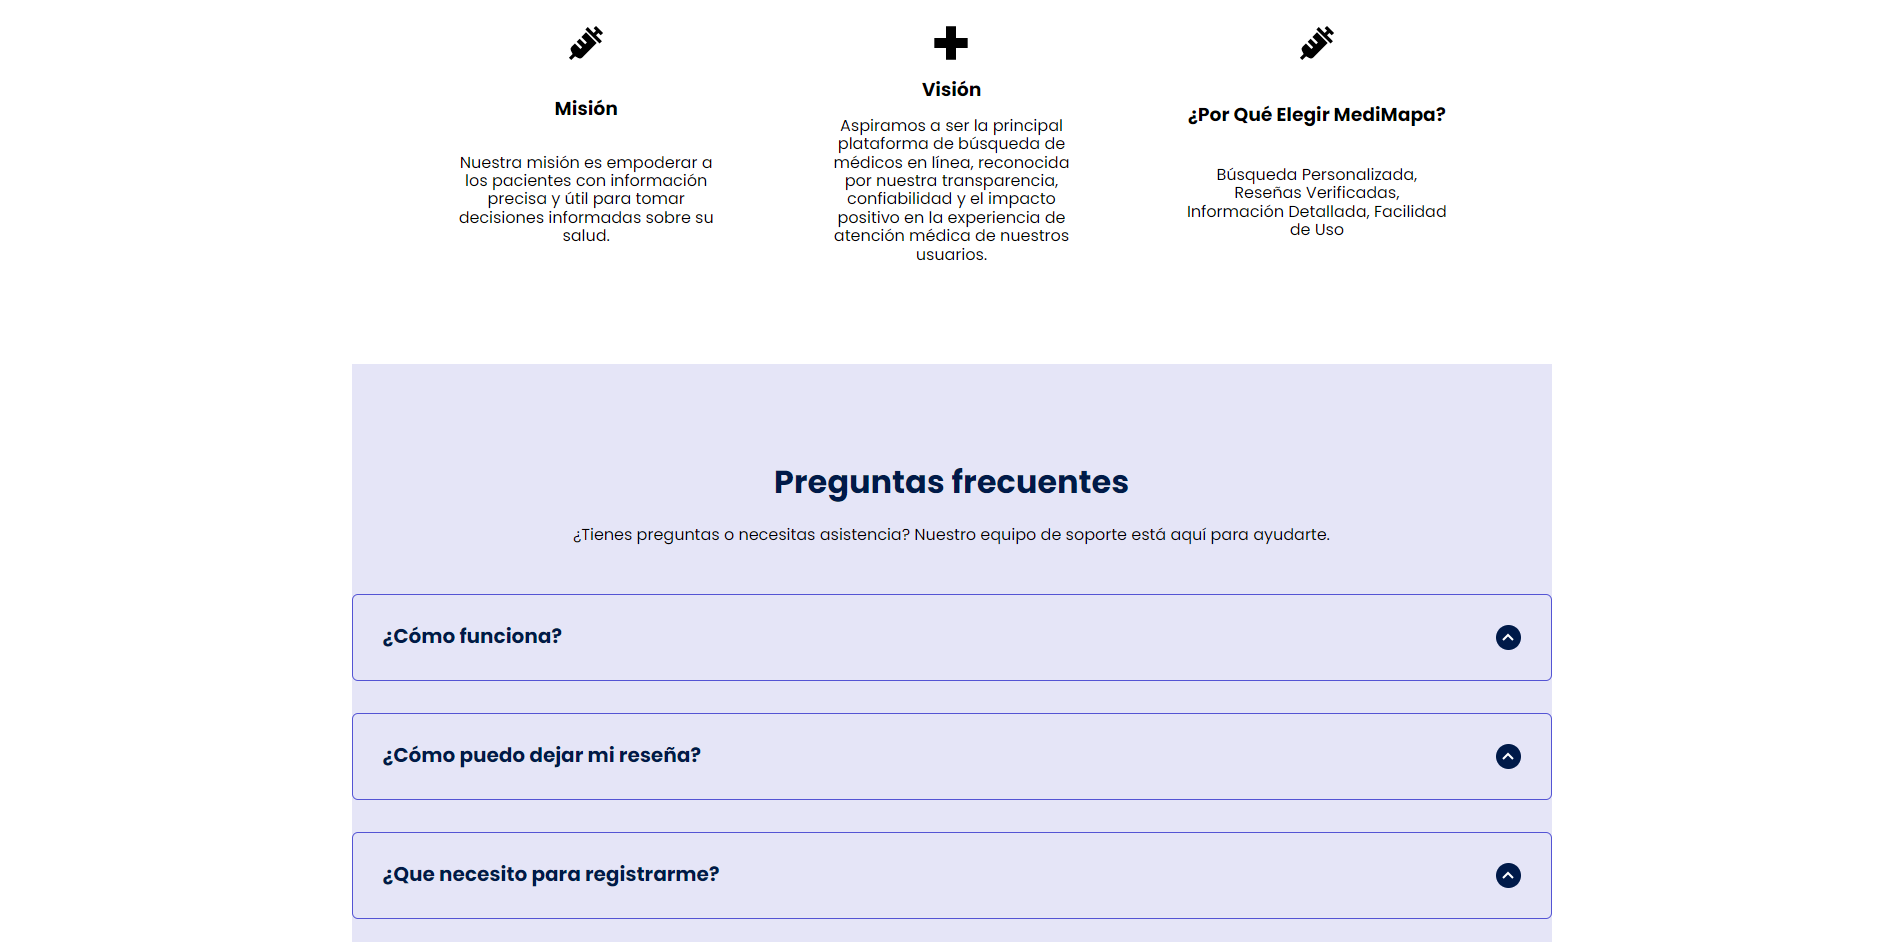 Misión
Nuestra misión es empoderar a
los pacientes con información
precisa y útil para tomar
decisiones informadas sobre su
salud.
Visión
Aspiramos a ser la principal
plataforma de búsqueda de
médicos en línea, reconocida
por nuestra transparencia,
confiabilidad y el impacto
positivo en la experiencia de
atención médica de nuestros
usuarios.
¿Por Qué Elegir MediMapa?
Búsqueda Personalizada,
Reseñas Verificadas,
Información Detallada, Facilidad
de Uso
Preguntas frecuentes
¿Tienes preguntas o necesitas asistencia? Nuestro equipo de soporte está aquí para ayudarte.
¿Cómo funciona?
¿Cómo puedo dejar mi reseña?
¿Que necesito para registrarme?